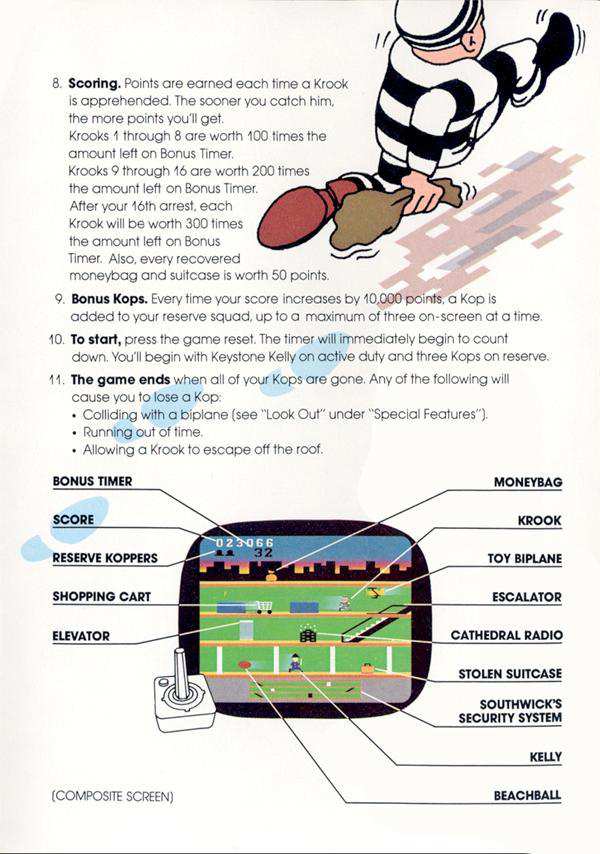 8. Scoring. Points are earned each time a Krook
is apprehended. The sooner you catch him,
the more points you'll get.
Krooks 1 through 8 are worth 100 times the
amount left on Bonus Timer.
Krooks 9 through 16 are worth 200 times
the amount left on Bonus Timer.
After your 16th arrest, each
Krook will be worth 300 times
the amount left on Bonus
Timer. Also, every recovered
moneybag and suitcase is worth 50 points.
9. Bonus Kops. Every time your score increases by 10,000 points, a Kop is
added to your reserve squad, up to a maximum of three on-screen at a time.
10. To start, press the game reset. The timer will immediately begin to count
down. You'll begin with Keystone Kelly on active duty and three Kops on reserve.
11. The game ends when all of your Kops are gone. Any of the following will
cause you to lose a Kop:
• Colliding with a biplane (see "Look Out" under "Special Features").
• Running out of time.
• Allowing a Krook to escape off the roof.
BONUS TIMER
SCORE
RESERVE KOPPERS
SHOPPING CART
ELEVATOR
023066
32
MONEYBAG
KROOK
TOY BIPLANE
ESCALATOR
CATHEDRAL RADIO
STOLEN SUITCASE
SOUTHWICK'S
SECURITY SYSTEM
KELLY
BEACHBALL
(COMPOSITE SCREEN)